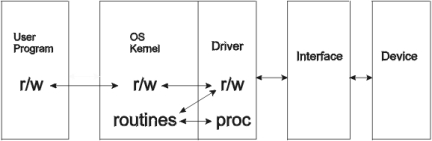 User
Program
r/w
OS
Kernel
r/w
routines
Driver
r/w
proc
Interface
Device